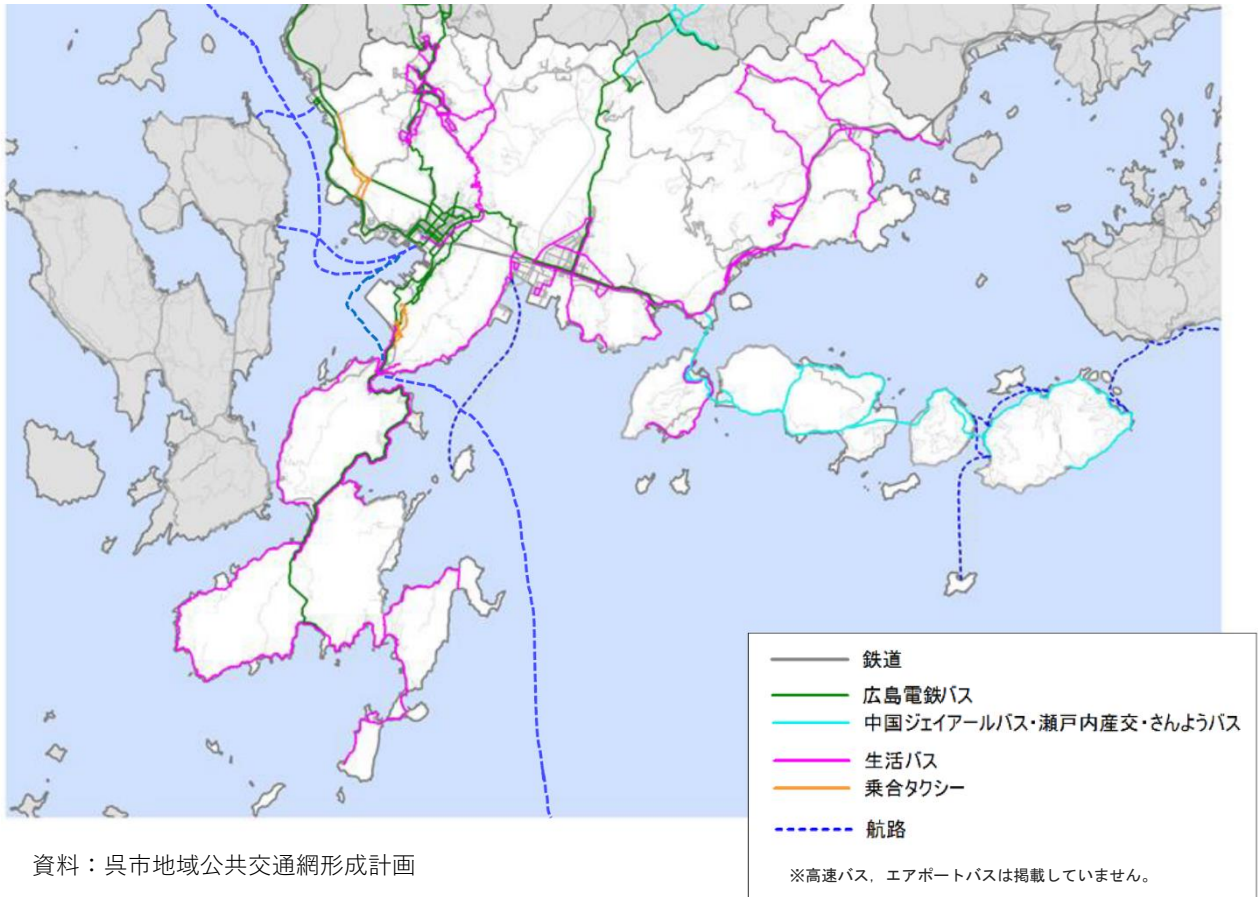 鉄道
広島電鉄バス
中国ジェイアールバス・瀬戸内産交・さんようバス
生活バス
乗合タクシー
航路
※高速バス，エアポートバスは掲載していません。
資料：呉市地域公共交通網形成計画